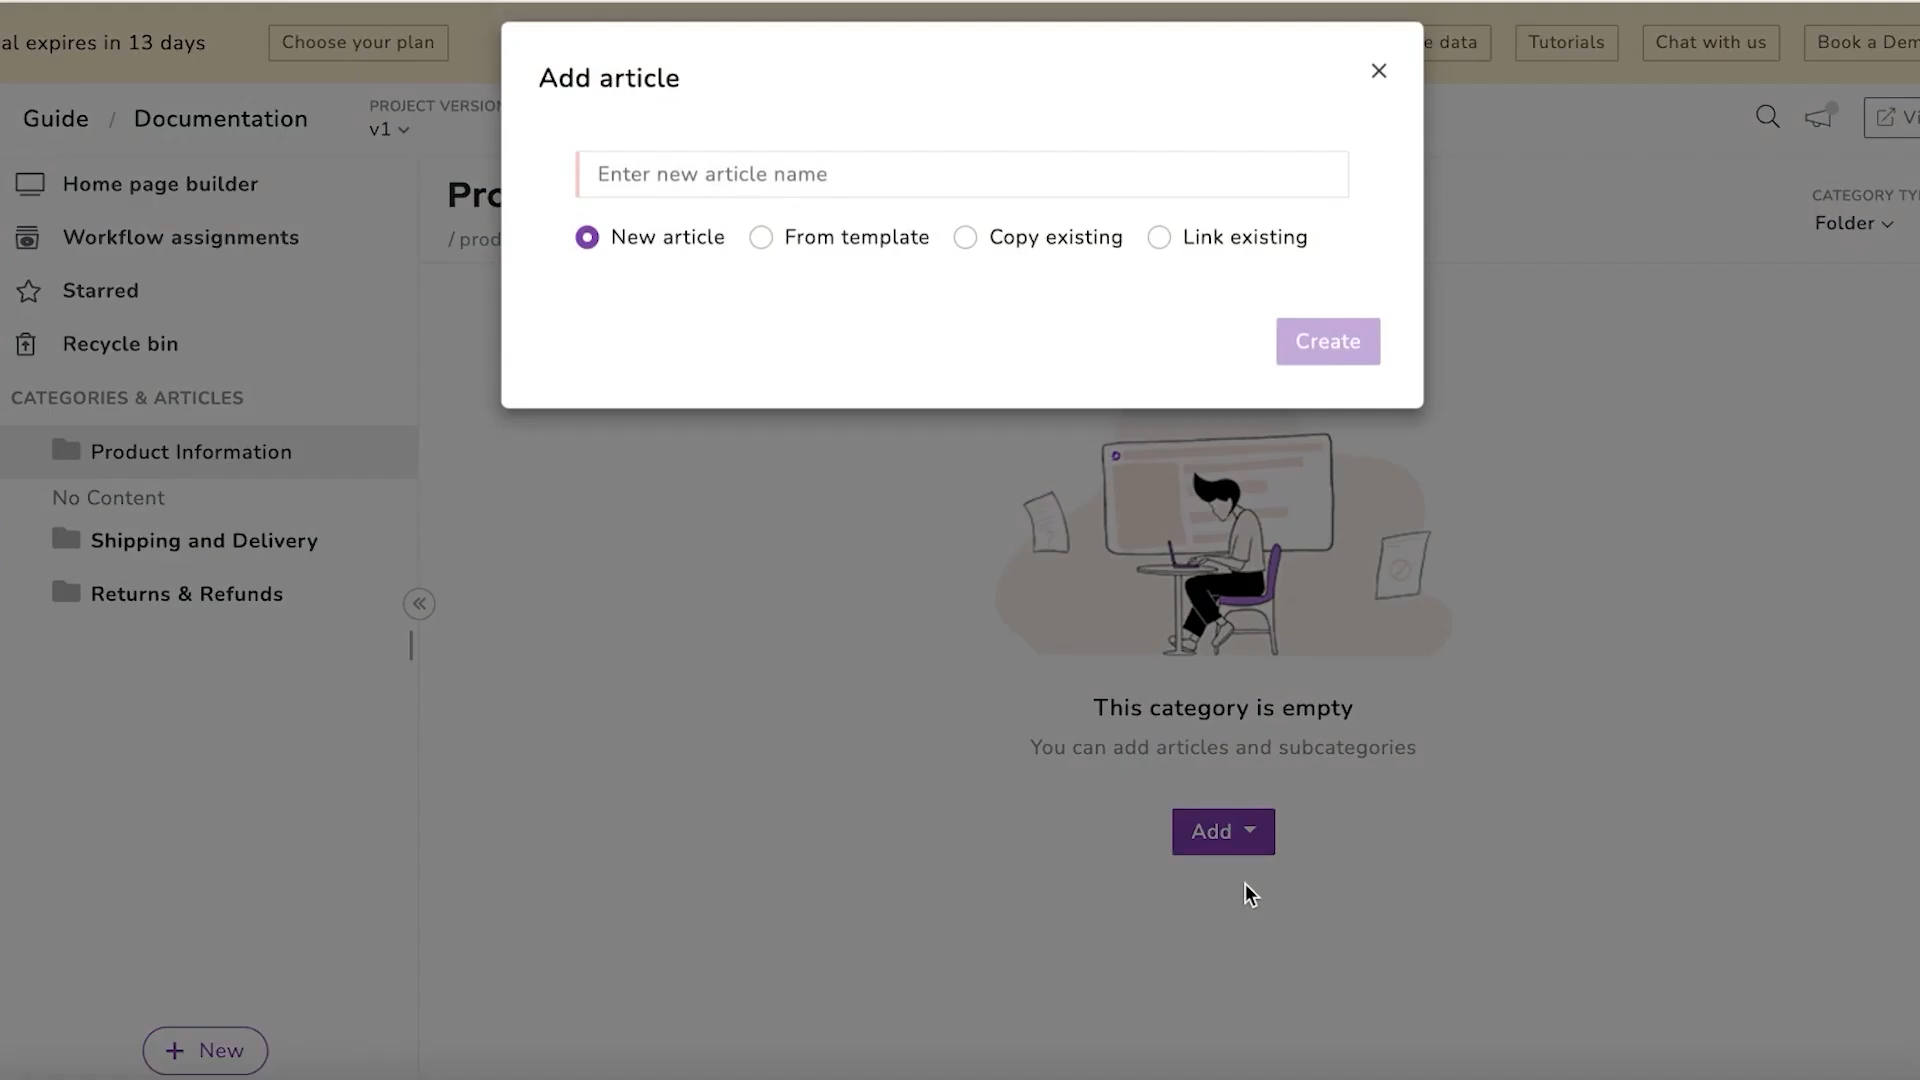 al expires in 13 days
Choose your plan
e data
Tutorials
Chat with us
Book a Dem
Add article
Guide / Documentation
PROJECT VERSION
v1
Vi
Enter new article name
New article
From template
Copy existing
Link existing
Create
Home page builder
Workflow assignments
Starred
Recycle bin
CATEGORIES & ARTICLES
Product Information
No Content
Shipping and Delivery
Returns & Refunds
New
Pro
/ prod
CATEGORY TY
Folder
This category is empty
You can add articles and subcategories
Add